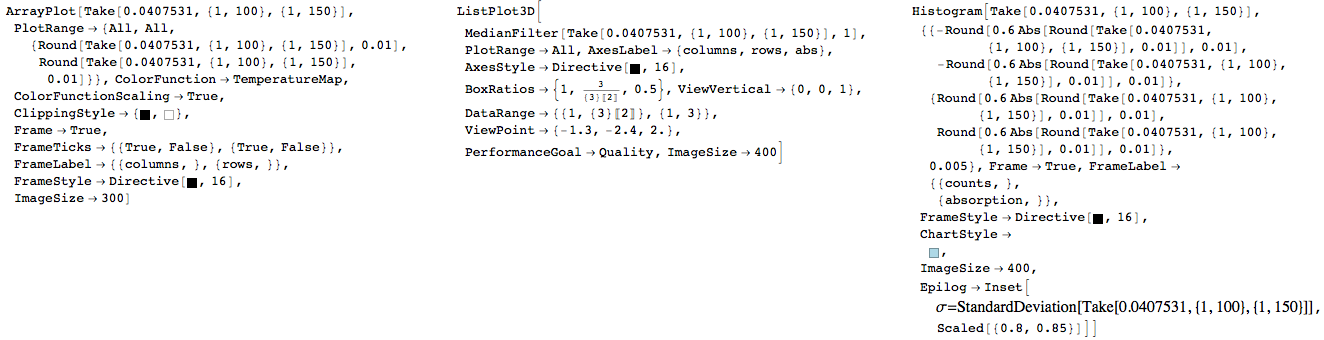 ArrayPlot[Take[0.0407531, {1, 100}, {1, 150}],
PlotRange → {All, All,
{Round[Take[0.0407531, {1, 100}, {1, 150}], 0.01],
Round[Take[0.0407531, {1, 100}, {1, 150}],
0.01]}}, ColorFunction → TemperatureMap,
ColorFunctionScaling → True,
ClippingStyle → {■, □},
Frame → True,
FrameTicks → {{True, False}, {True, False}},
FrameLabel → {{columns, }, {rows, }},
FrameStyle → Directive[■, 16],
ImageSize → 300]
ListPlot3D[
MedianFilter[Take[0.0407531, {1, 100}, {1, 150}], 1],
PlotRange → All, AxesLabel → {columns, rows, abs},
AxesStyle → Directive[■, 16],
BoxRatios → {1, 3/{3}〚2〛, 0.5}, ViewVertical → {0, 0, 1},
DataRange → {{1, {3}〚2〛}, {1, 3}},
ViewPoint → {-1.3, -2.4, 2.},
PerformanceGoal → Quality, ImageSize → 400]
Histogram[Take[0.0407531, {1, 100}, {1, 150}],
{{-Round[0.6 Abs[Round[Take[0.0407531,
{1, 100}, {1, 150}], 0.01]], 0.01],
-Round[0.6 Abs[Round[Take[0.0407531, {1, 100},
{1, 150}], 0.01]], 0.01]},
{Round[0.6 Abs[Round[Take[0.0407531, {1, 100},
{1, 150}], 0.01]], 0.01],
Round[0.6 Abs[Round[Take[0.0407531, {1, 100},
{1, 150}], 0.01]], 0.01]},
0.005}, Frame → True, FrameLabel →
{{counts, },
{absorption, }},
FrameStyle → Directive[■, 16],
ChartStyle →
■,
ImageSize → 400,
Epilog → Inset[
σ=StandardDeviation[Take[0.0407531, {1, 100}, {1, 150}]],
Scaled[{0.8, 0.85}]]]